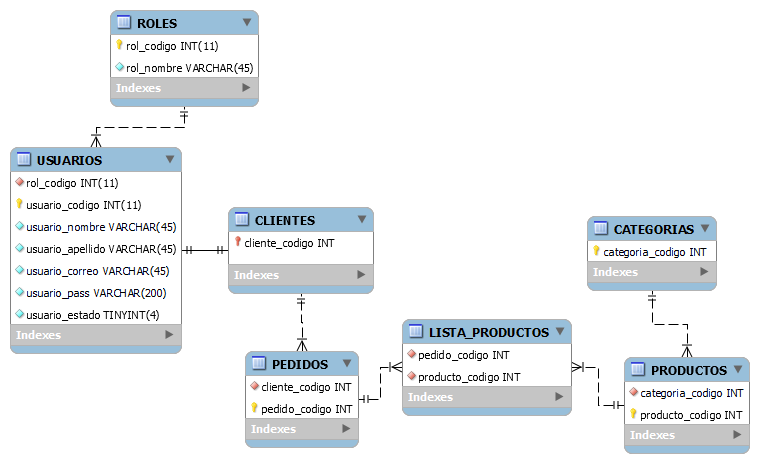 ROLES
rol_codigo INT(11)
rol_nombre VARCHAR(45)
Indexes
USUARIOS
rol_codigo INT(11)
usuario_codigo INT(11)
usuario_nombre VARCHAR(45)
usuario_apellido VARCHAR(45)
usuario_correo VARCHAR(45)
usuario_pass VARCHAR(200)
usuario_estado TINYINT(4)
Indexes
CLIENTES
cliente_codigo INT
Indexes
PEDIDOS
cliente_codigo INT
pedido_codigo INT
Indexes
LISTA_PRODUCTOS
pedido_codigo INT
producto_codigo INT
Indexes
CATEGORIAS
categoria_codigo INT
Indexes
PRODUCTOS
categoria_codigo INT
producto_codigo INT
Indexes